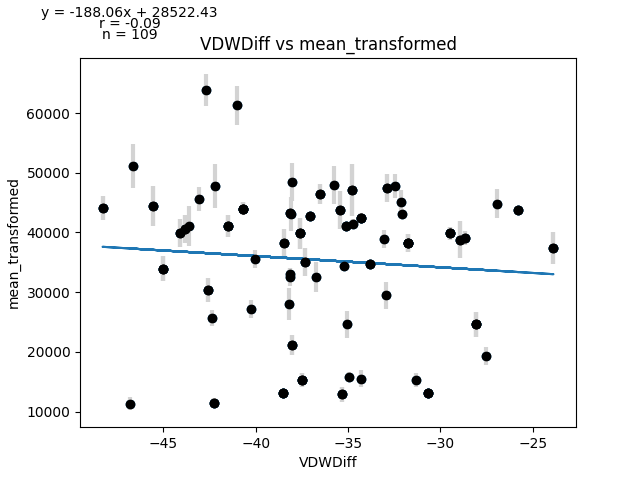 y = -188.06x + 28522.43
r = -0.09
n = 109
VDWDiff vs mean_transformed
mean_transformed
60000
50000
40000
30000
20000
10000
−45
−40
−35
−30
−25
VDWDiff